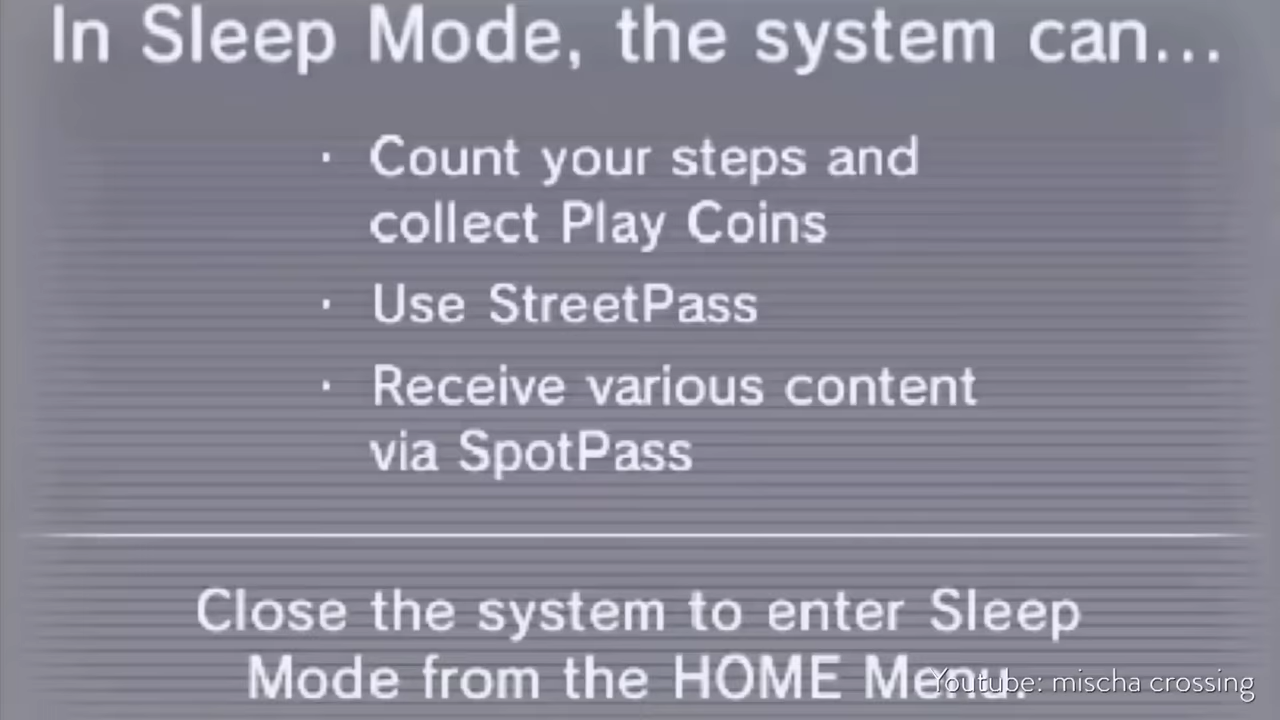 In Sleep Mode, the system can...
· Count your steps and
collect Play Coins
· Use StreetPass
· Receive various content
via SpotPass
Close the system to enter Sleep
Mode from the HOME Menu.
Youtube: mischa crossing